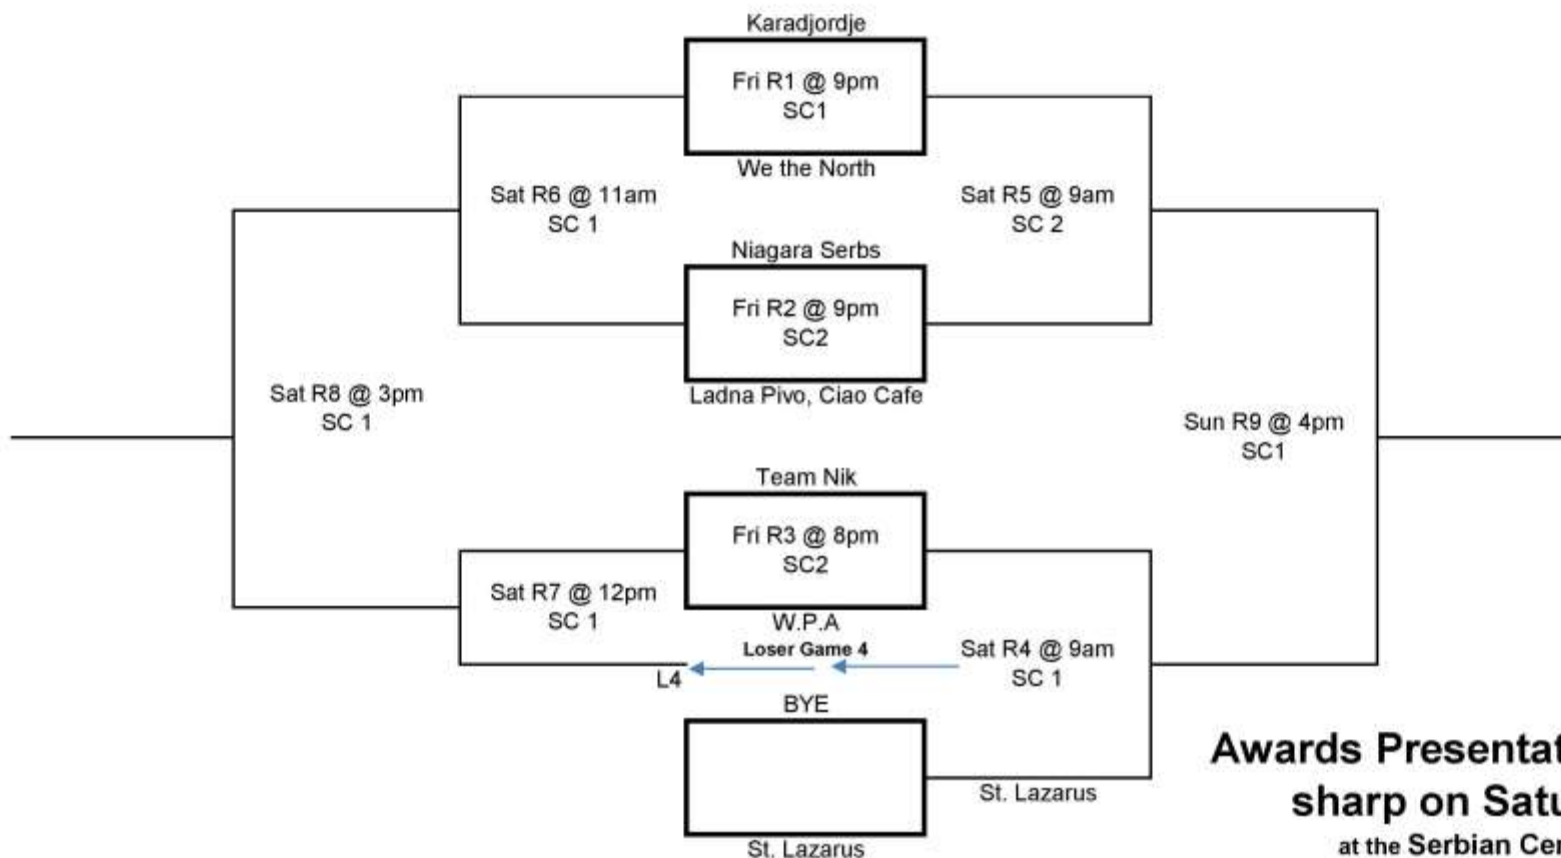 Karadjordje
Fri R1 @ 9pm
SC1
We the North
Sat R6 @ 11am
SC 1
Sat R5 @ 9am
SC 2
Niagara Serbs
Fri R2 @ 9pm
SC2
Ladna Pivo, Ciao Cafe
Sat R8 @ 3pm
SC 1
Sun R9 @ 4pm
SC1
Team Nik
Fri R3 @ 8pm
SC2
W.P.A
Sat R7 @ 12pm
SC 1
Loser Game 4
L4
Sat R4 @ 9am
SC 1
BYE
St. Lazarus
St. Lazarus
Awards Presentat
sharp on Satu
at the Serbian Cer